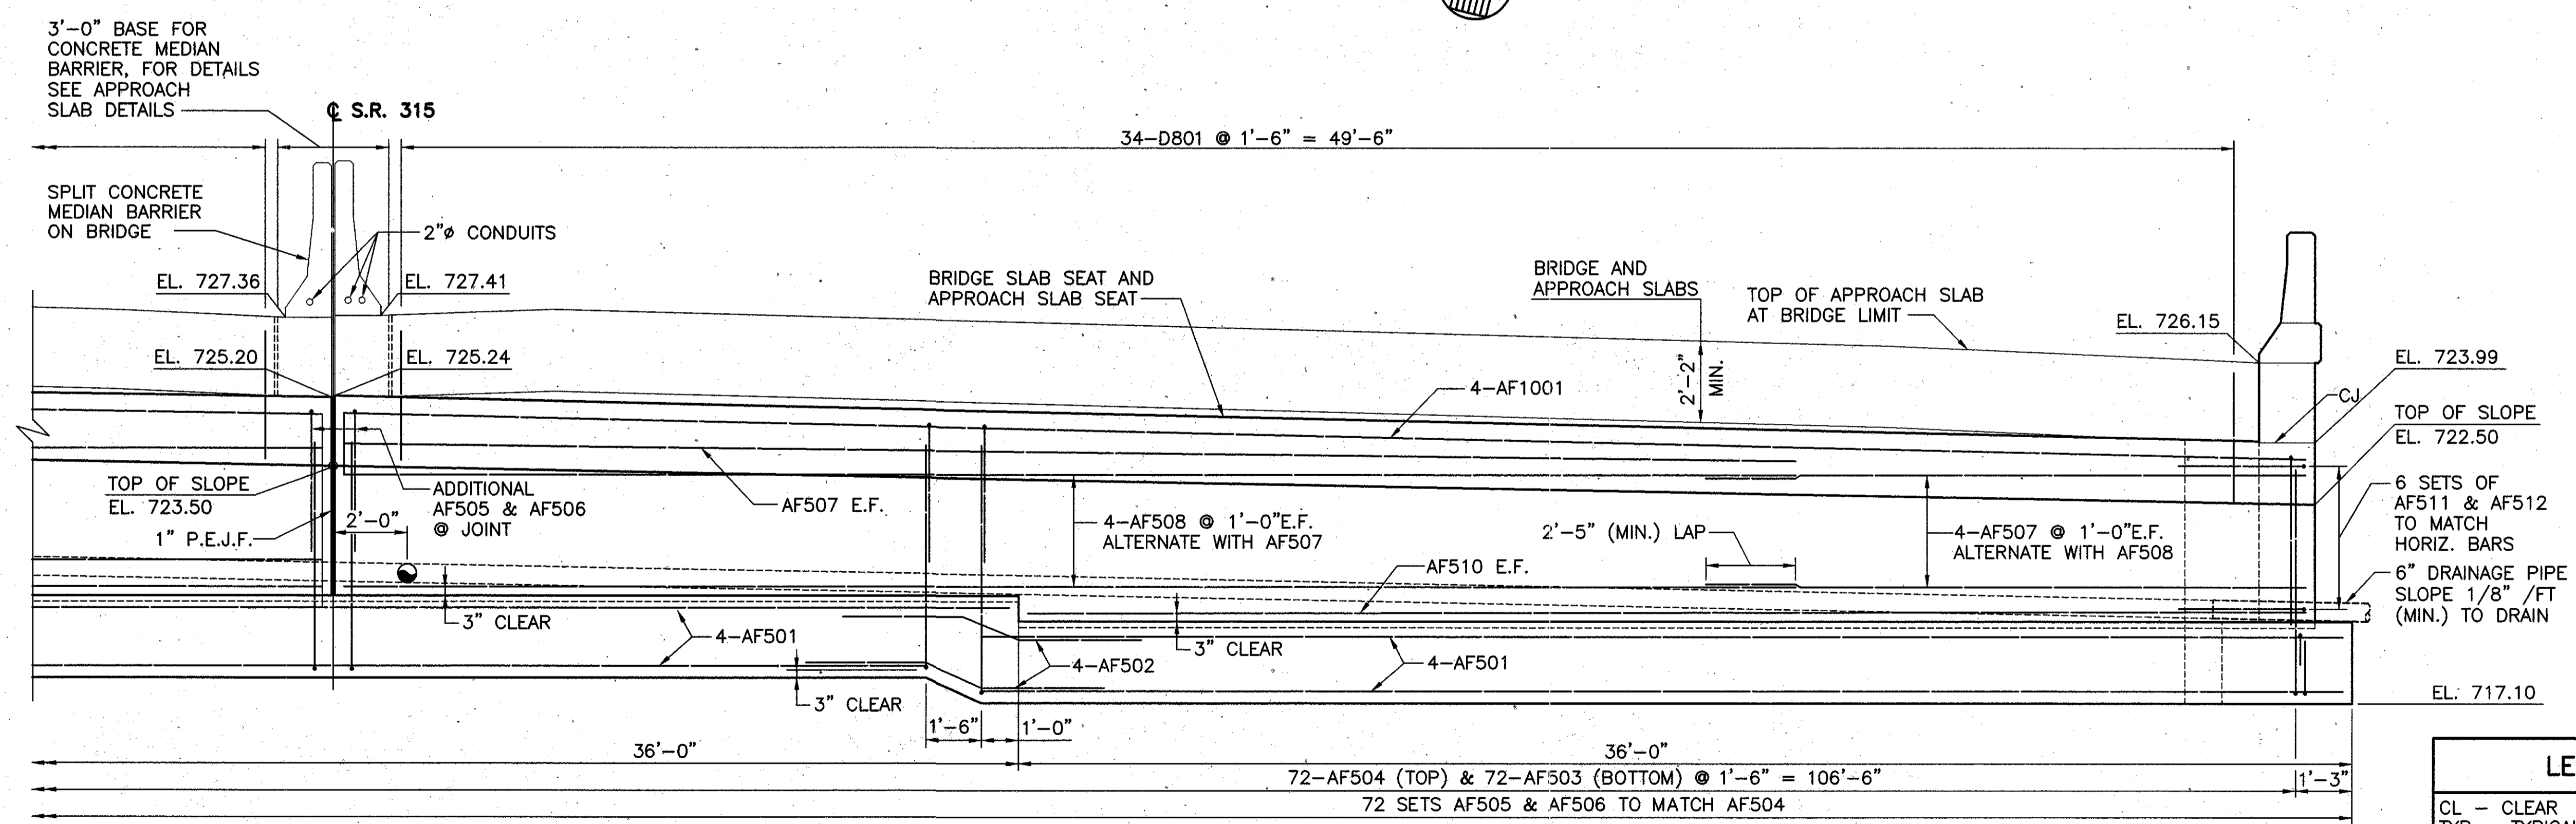 3'-0" BASE FOR
CONCRETE MEDIAN
BARRIER, FOR DETAILS
SEE APPROACH
SLAB DETAILS
℄ S.R. 315
34-D801 @ 1'-6" = 49'-6"
SPLIT CONCRETE
MEDIAN BARRIER
ON BRIDGE
2"ø CONDUITS
EL. 727.36
EL. 727.41
BRIDGE SLAB SEAT AND
APPROACH SLAB SEAT
BRIDGE AND
APPROACH SLABS
TOP OF APPROACH SLAB
AT BRIDGE LIMIT
EL. 726.15
EL. 725.20
EL. 725.24
2'-2"
MIN.
4-AF1001
EL. 723.99
CJ
TOP OF SLOPE
EL. 722.50
TOP OF SLOPE
EL. 723.50
1" P.E.J.F.
2'-0"
ADDITIONAL
AF505 & AF506
@ JOINT
AF507 E.F.
4-AF508 @ 1'-0"E.F.
ALTERNATE WITH AF507
2'-5" (MIN.) LAP
4-AF507 @ 1'-0"E.F.
ALTERNATE WITH AF508
6 SETS OF
AF511 & AF512
TO MATCH
HORIZ. BARS
AF510 E.F.
6" DRAINAGE PIPE
SLOPE 1/8" /FT
(MIN.) TO DRAIN
3" CLEAR
4-AF501
3" CLEAR
4-AF502
4-AF501
3" CLEAR
EL. 717.10
1'-6"
1'-0"
36'-0"
36'-0"
72-AF504 (TOP) & 72-AF503 (BOTTOM) @ 1'-6" = 106'-6"
1'-3"
72 SETS AF505 & AF506 TO MATCH AF504
LE
CL - CLEAR